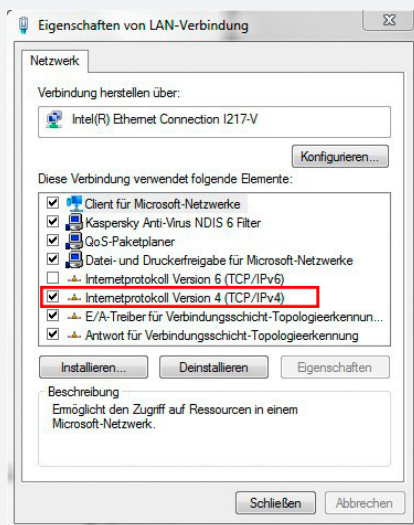 Eigenschaften von LAN-Verbindung
Netzwerk
Verbindung herstellen über:
Intel(R) Ethernet Connection I217-V
Konfigurieren...
Diese Verbindung verwendet folgende Elemente:
Client für Microsoft-Netzwerke
Kaspersky Anti-Virus NDIS 6 Filter
QoS-Paketplaner
Datei- und Druckerfreigabe für Microsoft-Netzwerke
Internetprotokoll Version 6 (TCP/IPv6)
Internetprotokoll Version 4 (TCP/IPv4)
E/A-Treiber für Verbindungsschicht-Topologieerkennun...
Antwort für Verbindungsschicht-Topologieerkennung
Installieren... Deinstallieren Eigenschaften
Beschreibung
Ermöglicht den Zugriff auf Ressourcen in einem
Microsoft-Netzwerk.
Schließen Abbrechen